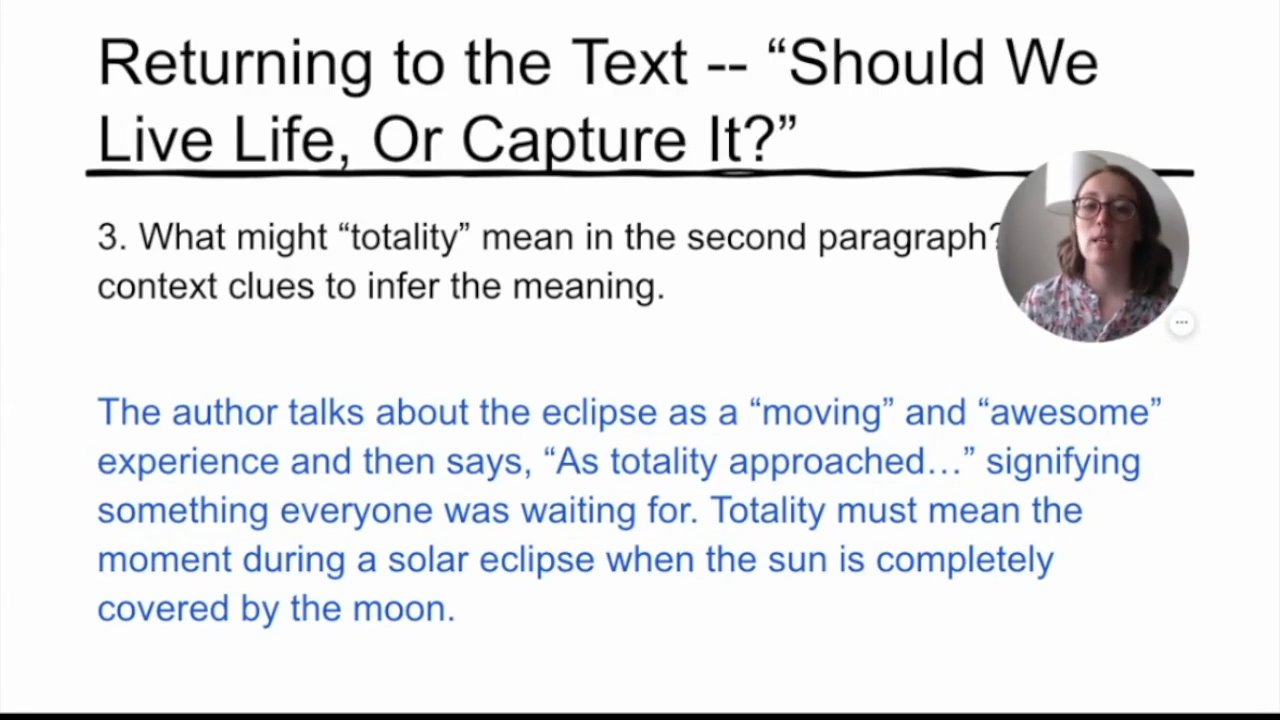 Returning to the Text -- “Should We
Live Life, Or Capture It?”
3. What might “totality” mean in the second paragraph?
context clues to infer the meaning.
The author talks about the eclipse as a “moving” and “awesome”
experience and then says, “As totality approached…” signifying
something everyone was waiting for. Totality must mean the
moment during a solar eclipse when the sun is completely
covered by the moon.